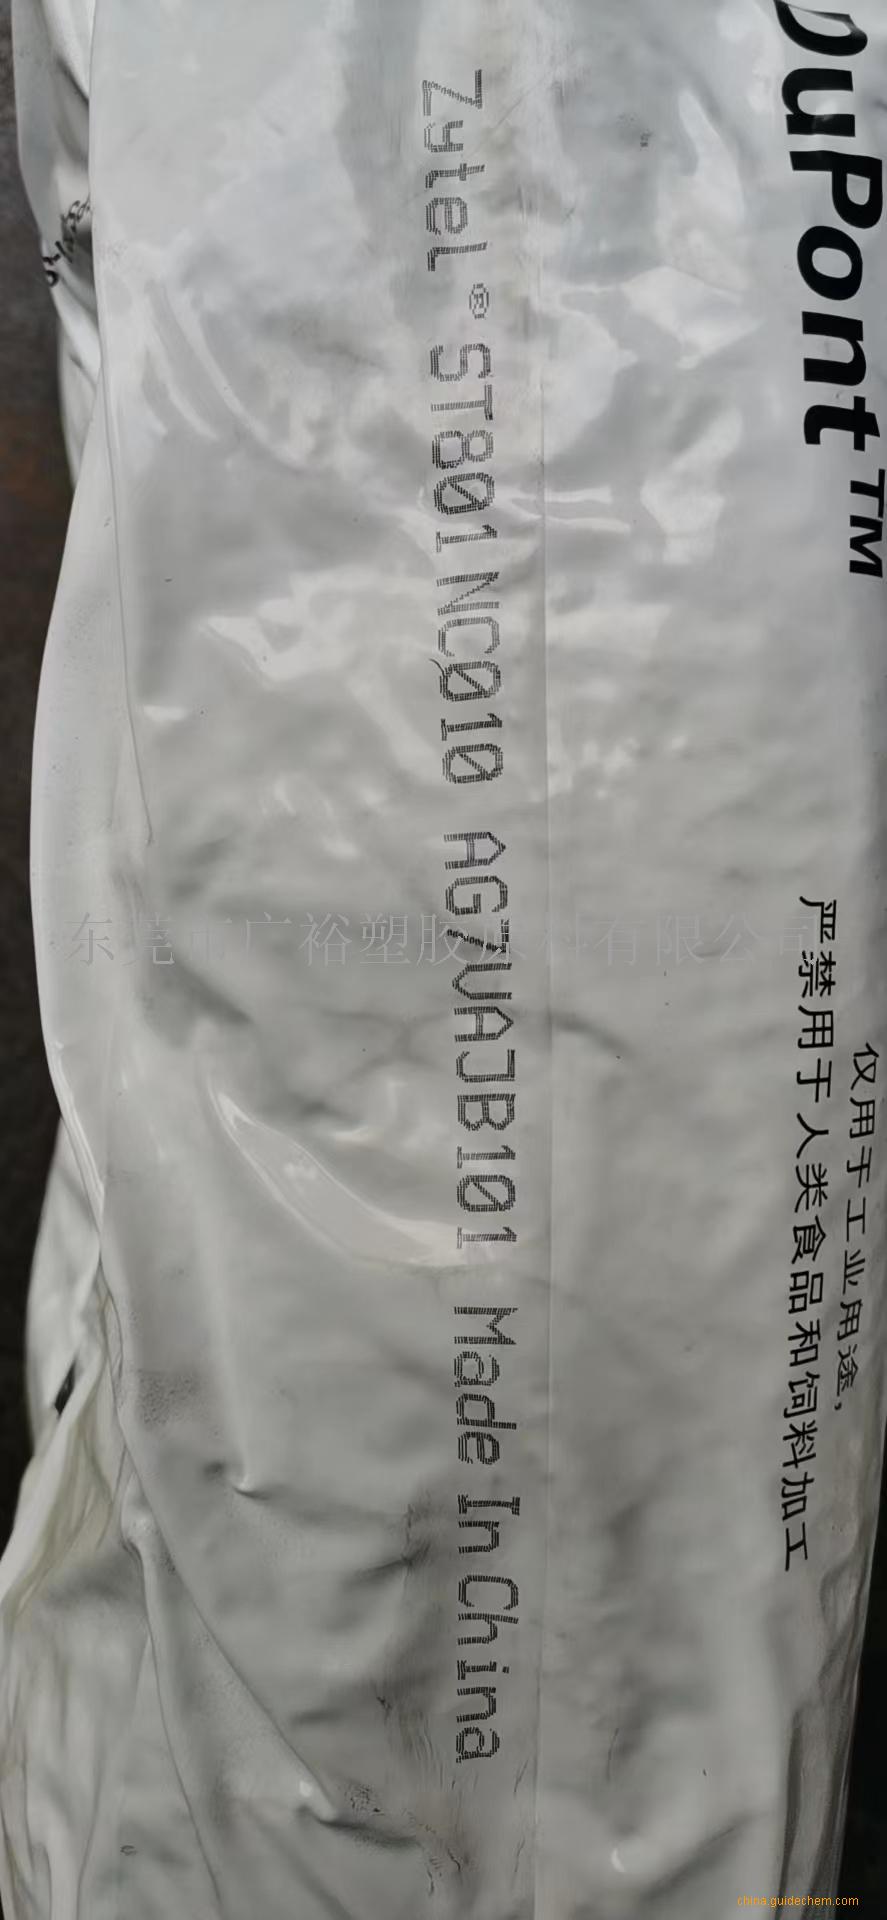 DuPont™
仅用于工业用途，
严禁用于人类食品和饲料加工
Zytel® ST801NC010 AG7UAJB101 Made In China
东莞市广裕塑胶原料有限公司
china.guidechem.com